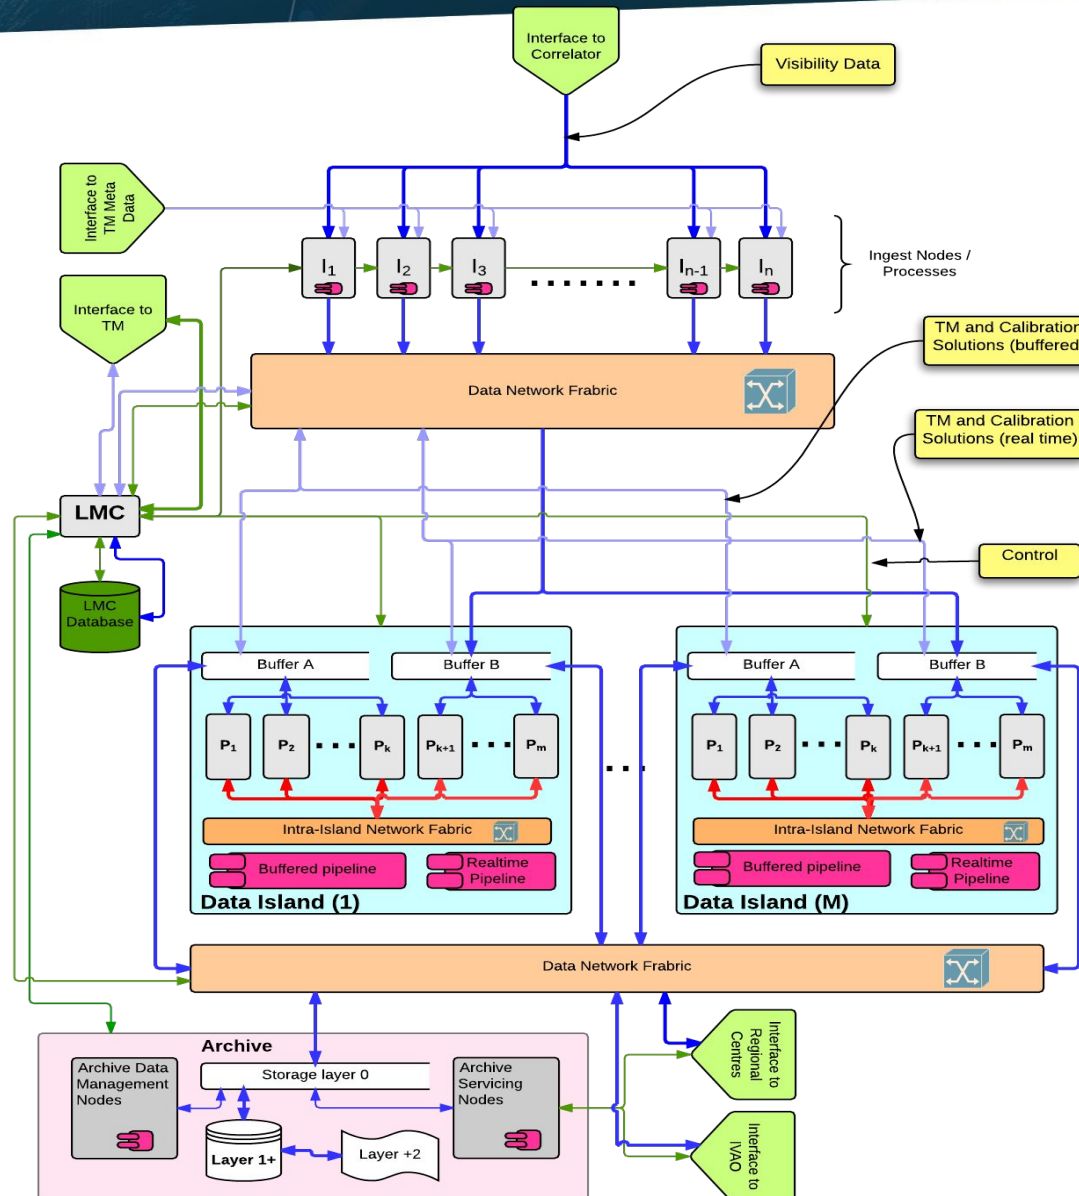 Interface to
Correlator
Visibility Data
Interface to
TM Meta
Data
I1
I2
I3
In-1
In
Ingest Nodes /
Processes
Interface to
TM
TM and Calibration
Solutions (buffered
Data Network Frabric
TM and Calibration
Solutions (real time)
LMC
Control
LMC
Database
Buffer A
Buffer B
P1
P2
Pk
Pk+1
Pm
Intra-Island Network Fabric
Buffered pipeline
Realtime
Pipeline
Data Island (1)
Buffer A
Buffer B
P1
P2
Pk
Pk+1
Pm
Intra-Island Network Fabric
Buffered pipeline
Realtime
Pipeline
Data Island (M)
Data Network Frabric
Archive
Archive Data
Management
Nodes
Storage layer 0
Archive
Servicing
Nodes
Layer 1+
Layer +2
Interface to
Regional
Centres
Interface to
IVAO